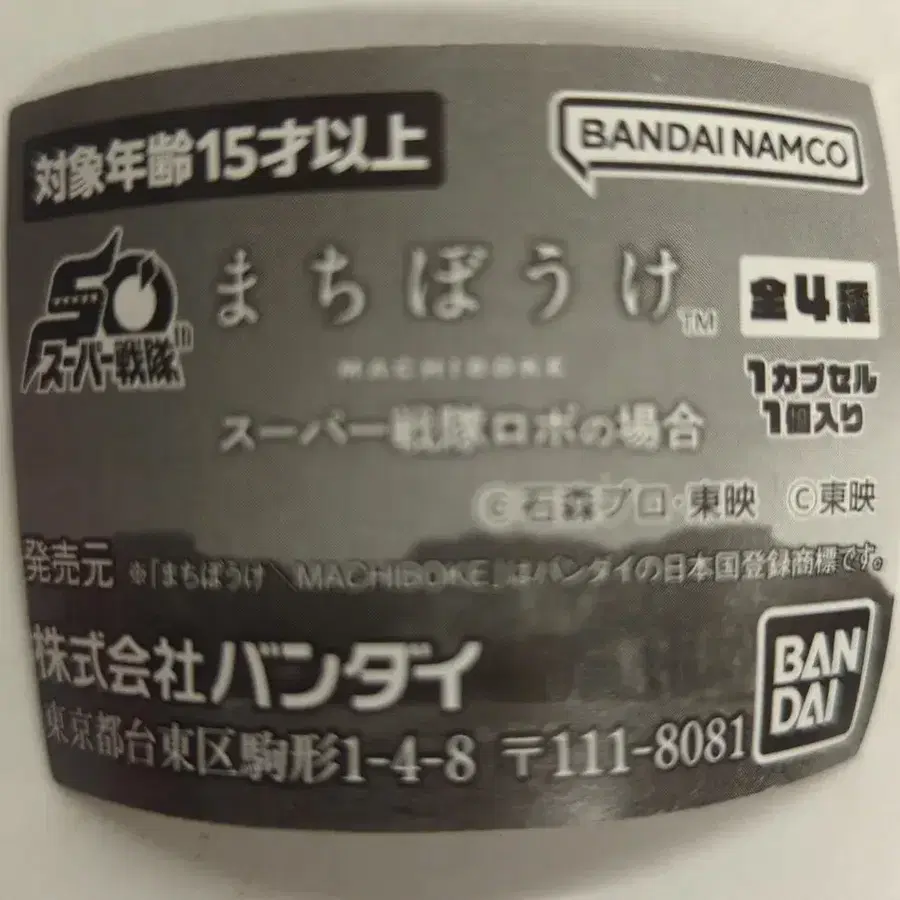 対象年齢15才以上
BANDAI NAMCO
50
スーパー戦隊
まちぼうけ™
MACHIBOKE
スーパー戦隊ロボの場合
全4種
1カプセル
1個入り
©石森プロ・東映 ©東映
発売元 ※「まちぼうけ＼MACHIBOKE」はバンダイの日本国登録商標です。
株式会社バンダイ
東京都台東区駒形1-4-8 〒111-8081
BAN
DAI